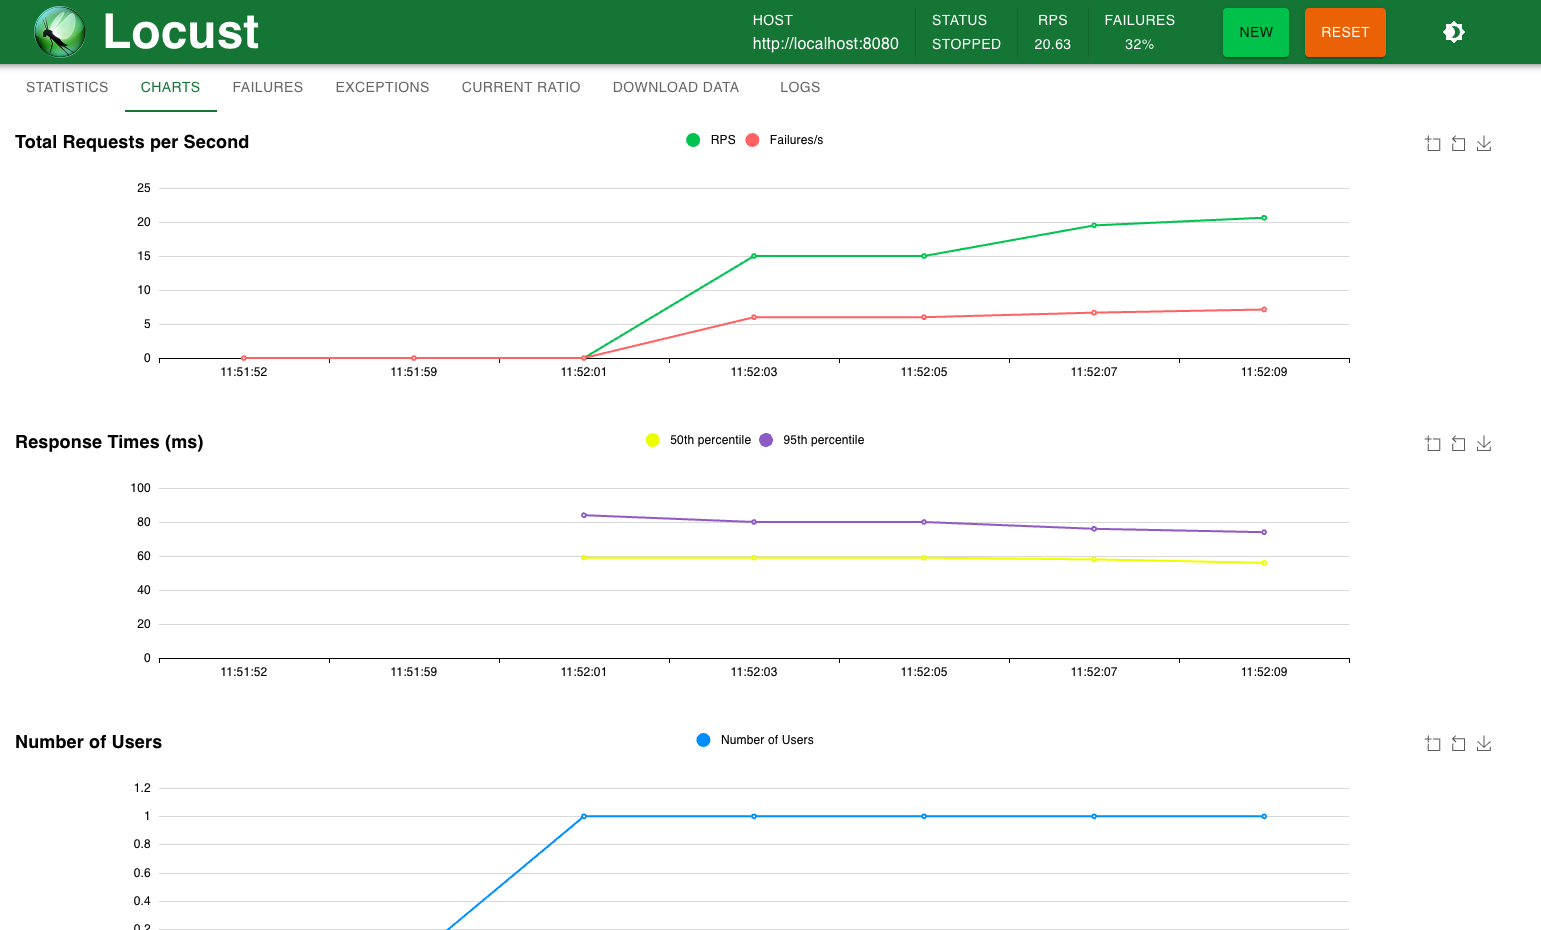 Locust
HOST
http://localhost:8080
STATUS
STOPPED
RPS
20.63
FAILURES
32%
NEW
RESET
STATISTICS
CHARTS
FAILURES
EXCEPTIONS
CURRENT RATIO
DOWNLOAD DATA
LOGS
Total Requests per Second
RPS
Failures/s
25
20
15
10
5
0
11:51:52
11:51:59
11:52:01
11:52:03
11:52:05
11:52:07
11:52:09
Response Times (ms)
50th percentile
95th percentile
100
80
60
40
20
0
11:51:52
11:51:59
11:52:01
11:52:03
11:52:05
11:52:07
11:52:09
Number of Users
Number of Users
1.2
1
0.8
0.6
0.4
0.2